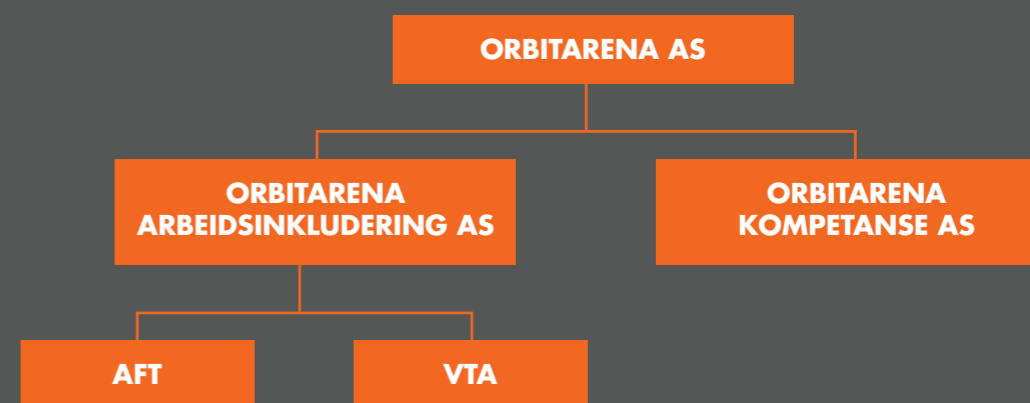 ORBITARENA AS
ORBITARENA
ARBEIDSINKLUDERING AS
ORBITARENA
KOMPETANSE AS
AFT
VTA